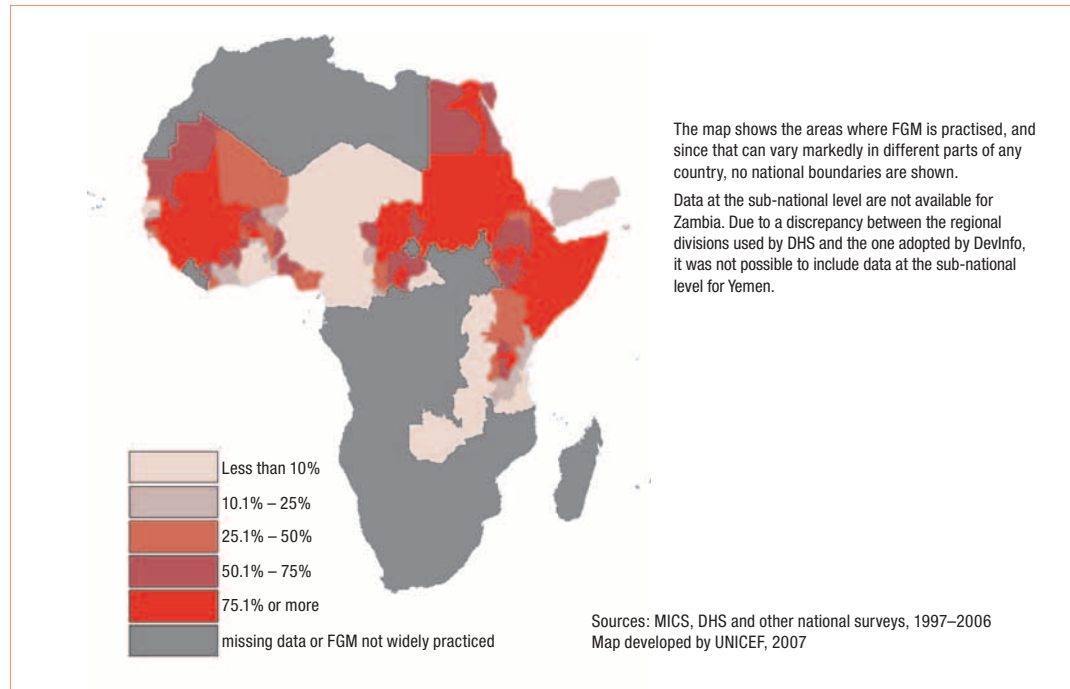 The map shows the areas where FGM is practised, and
since that can vary markedly in different parts of any
country, no national boundaries are shown.
Data at the sub-national level are not available for
Zambia. Due to a discrepancy between the regional
divisions used by DHS and the one adopted by DevInfo,
it was not possible to include data at the sub-national
level for Yemen.
Less than 10%
10.1% – 25%
25.1% – 50%
50.1% – 75%
75.1% or more
missing data or FGM not widely practiced
Sources: MICS, DHS and other national surveys, 1997–2006
Map developed by UNICEF, 2007